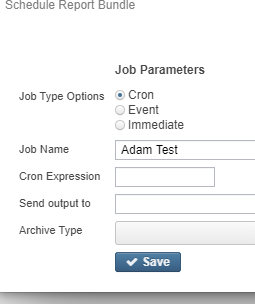 Schedule Report Bundle
Job Parameters
Job Type Options Cron
Event
Immediate
Job Name Adam Test
Cron Expression
Send output to
Archive Type
Save